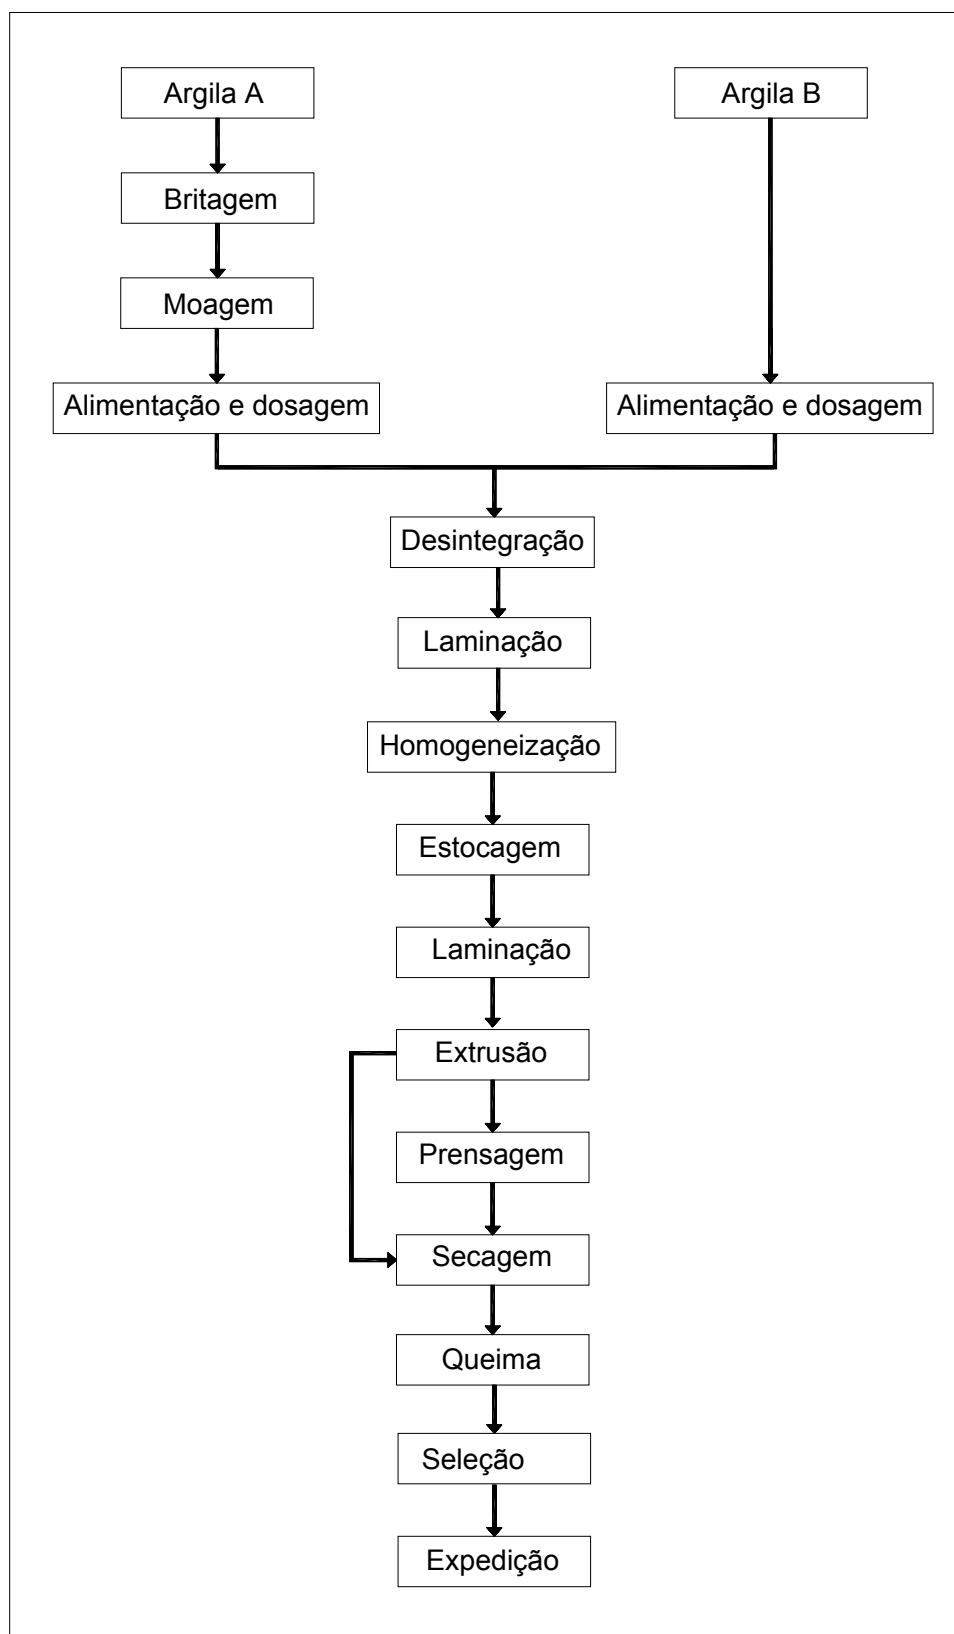 Argila A
Argila B
Britagem
Moagem
Alimentação e dosagem
Alimentação e dosagem
Desintegração
Laminação
Homogeneização
Estocagem
Laminação
Extrusão
Prensagem
Secagem
Queima
Seleção
Expedição